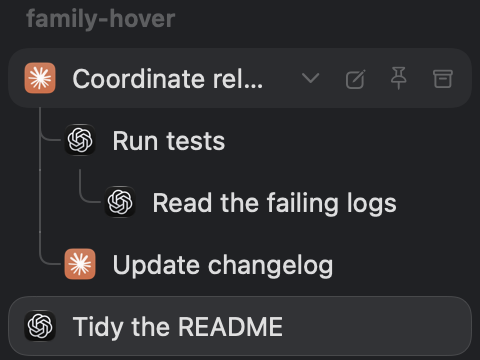 family-hover
Coordinate rel...
Run tests
Read the failing logs
Update changelog
Tidy the README